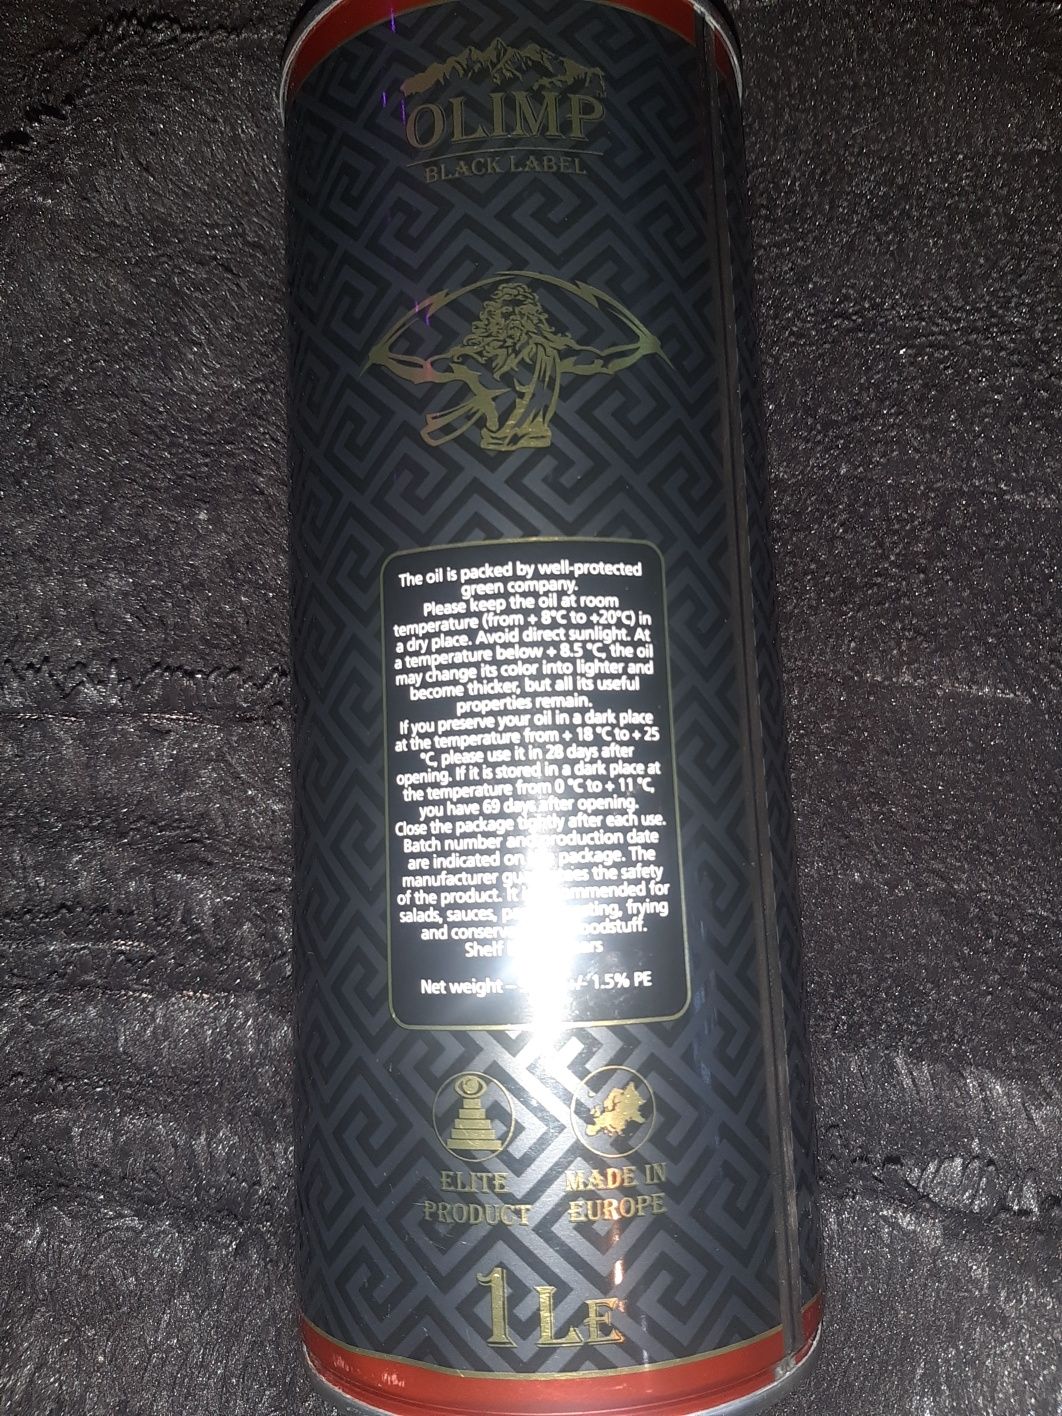 OLIMP
BLACK LABEL
The oil is packed by well-protected
green company.
Please keep the oil at room
temperature (from + 8°C to +20°C) in
a dry place. Avoid direct sunlight. At
a temperature below + 8.5 °C, the oil
may change its color into lighter and
become thicker, but all its useful
properties remain.
If you preserve your oil in a dark place
at the temperature from + 18 °C to + 25
°C, please use it in 28 days after
opening. If it is stored in a dark place at
the temperature from 0 °C to + 11 °C,
you have 69 days after opening.
Close the package tightly after each use.
Batch number and production date
are indicated on package. The
manufacturer the safety
of the product. It recommended for
salads, sauces, frying
and
Shelf
Net weight – 1.5% PE
ELITE MADE IN
PRODUCT EUROPE
1 LE